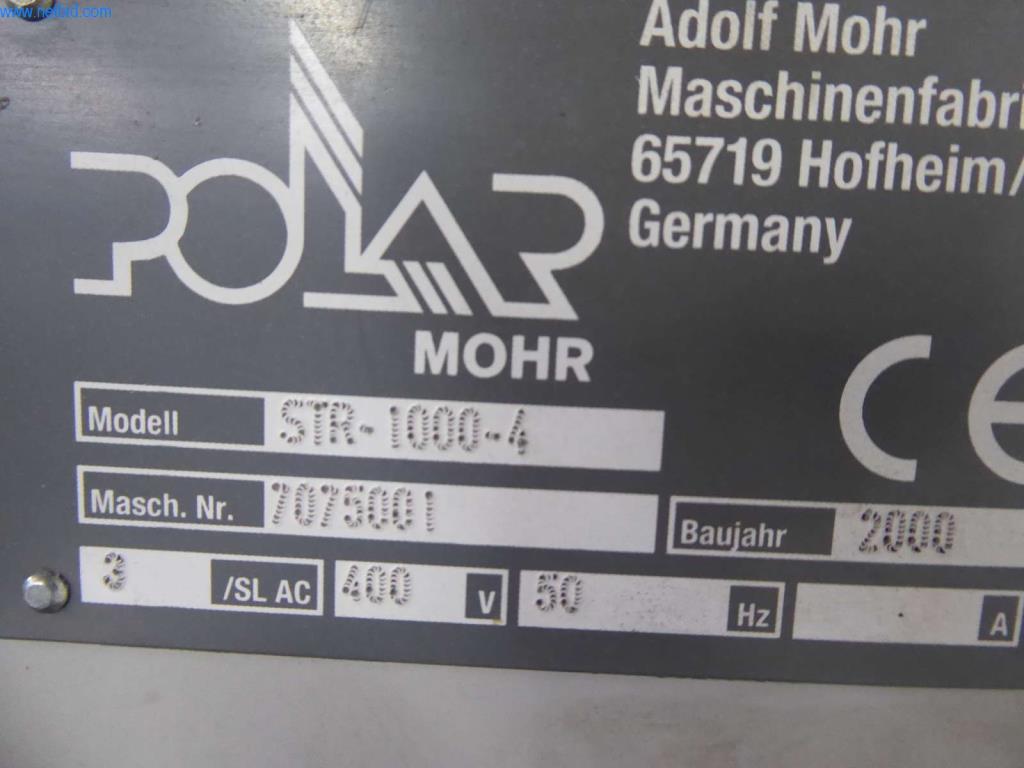 www.netbid.com
Adolf Mohr
Maschinenfabri
65719 Hofheim/
Germany
POLAR
MOHR
CE
Modell STR-1000-4
Masch. Nr. 7075001
Baujahr 2000
3 /SL AC 400 V 50 Hz A